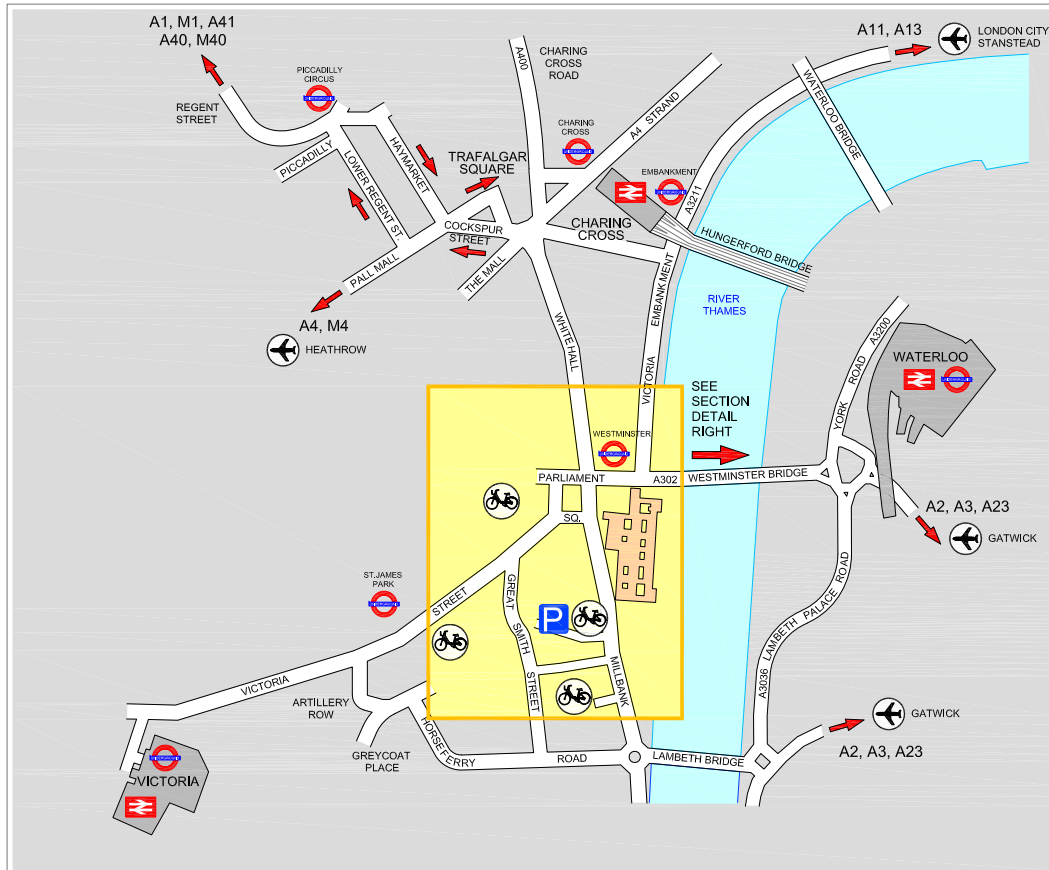 A1, M1, A41
A40, M40
A11, A13
LONDON CITY
STANSTEAD
A400
CHARING
CROSS
ROAD
PICCADILLY
CIRCUS
REGENT
STREET
WATERLOO BRIDGE
A4 STRAND
CHARING
CROSS
PICCADILLY
HAYMARKET
LOWER REGENT ST.
TRAFALGAR
SQUARE
EMBANKMENT
A3211
COCKSPUR
STREET
CHARING
CROSS
HUNGERFORD BRIDGE
PALL MALL
THE MALL
RIVER
THAMES
A4, M4
HEATHROW
WHITEHALL
VICTORIA EMBANKMENT
YORK ROAD A3200
WATERLOO
SEE
SECTION
DETAIL
RIGHT
WESTMINSTER
PARLIAMENT
SQ.
A302
WESTMINSTER BRIDGE
A2, A3, A23
GATWICK
ST.JAMES
PARK
GREAT SMITH STREET
P
VICTORIA STREET
MILLBANK
A3036 LAMBETH PALACE ROAD
ARTILLERY
ROW
GREYCOAT
PLACE
HORSEFERRY ROAD
LAMBETH BRIDGE
GATWICK
A2, A3, A23
VICTORIA